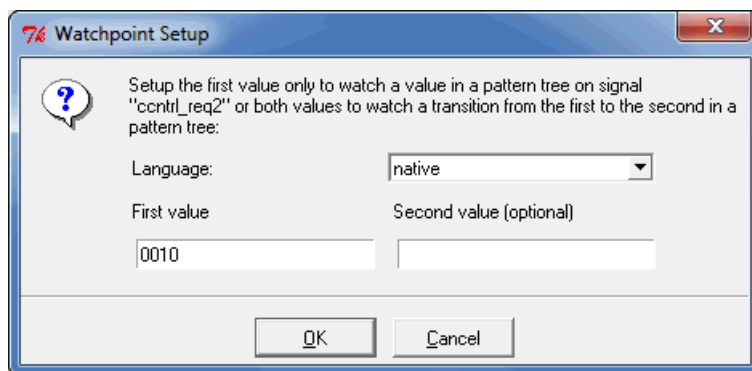 Watchpoint Setup
Setup the first value only to watch a value in a pattern tree on signal
"ccntrl_req2" or both values to watch a transition from the first to the second in a
pattern tree:
Language:
native
First value
Second value (optional)
0010
OK
Cancel